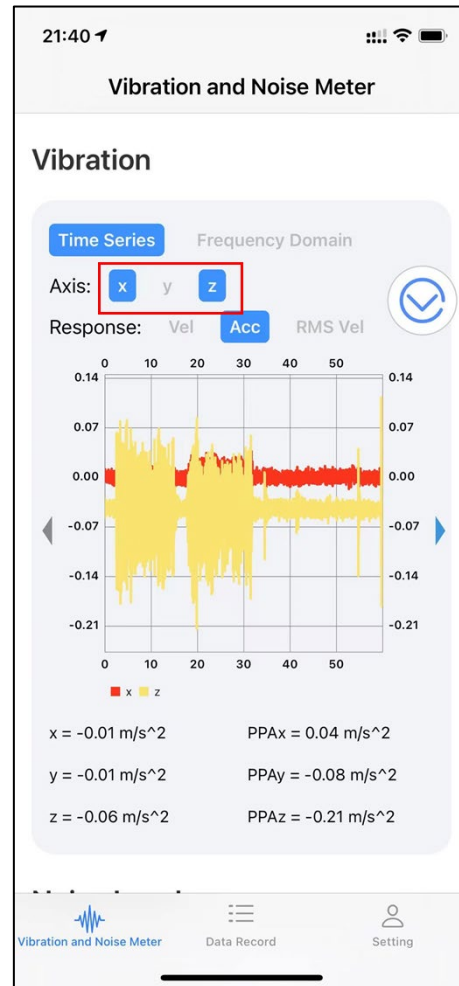 21:40
Vibration and Noise Meter
Vibration
Time Series Frequency Domain
Axis: x y z
Response: Vel Acc RMS Vel
0 10 20 30 40 50
0.14 0.14
0.07 0.07
0.00 0.00
-0.07 -0.07
-0.14 -0.14
-0.21 -0.21
0 10 20 30 40 50
x z
x = -0.01 m/s^2 PPAx = 0.04 m/s^2
y = -0.01 m/s^2 PPAy = -0.08 m/s^2
z = -0.06 m/s^2 PPAz = -0.21 m/s^2
Vibration and Noise Meter Data Record Setting